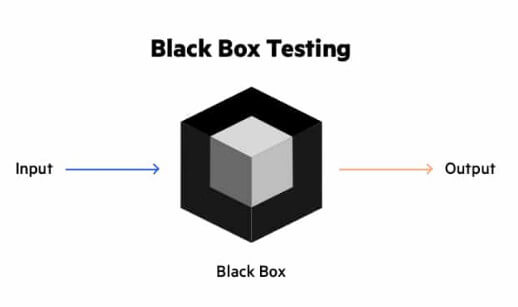 Black Box Testing
Input
Output
Black Box